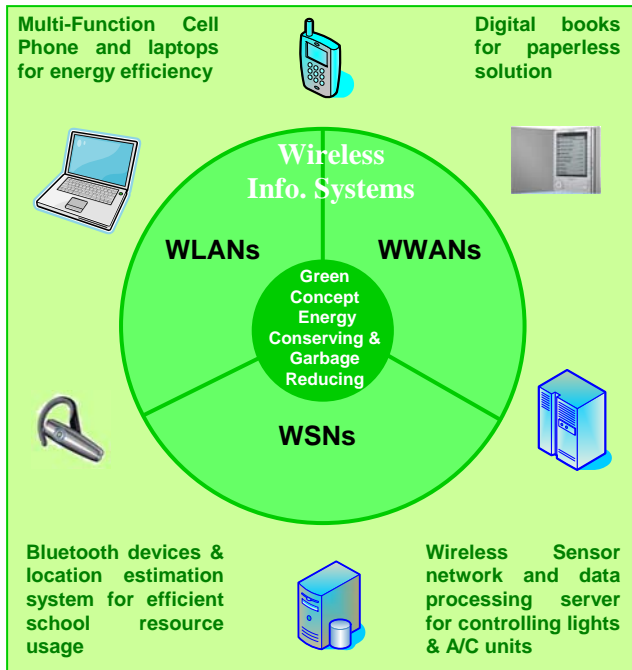 Multi-Function Cell
Phone and laptops
for energy efficiency
Digital books
for paperless
solution
Wireless
Info. Systems
WLANs
WWANs
Green
Concept
Energy
Conserving &
Garbage
Reducing
WSNs
Bluetooth devices &
location estimation
system for efficient
school resource
usage
Wireless Sensor
network and data
processing server
for controlling lights
& A/C units